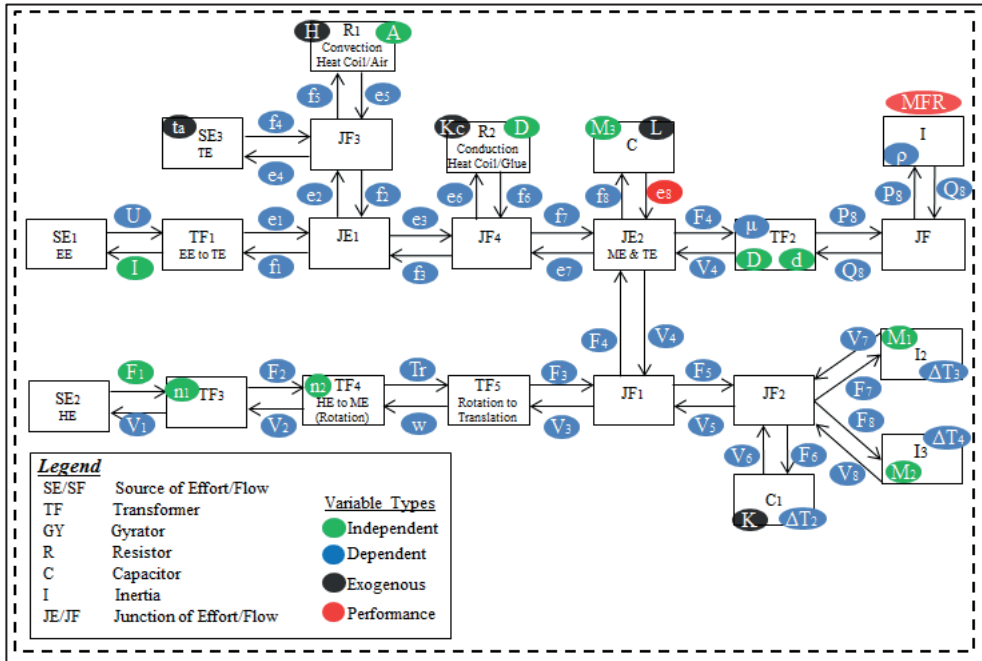 H R1 A
Convection
Heat Coil/Air
f5 e5
ta SE3
TE
f4
e4
JF3
Kc R2 D
Conduction
Heat Coil/Glue
M3 L
C
MFR
I
ρ
e2 f2
e6 f6
f8 e8
P8 Q8
SE1
EE
U
I
TF1
EE to TE
e1
f1
JE1
e3
f3
JF4
f7
e7
JE2
ME & TE
F4
V4
μ
TF2
D d
P8
Q8
JF
F4 V4
SE2
HE
F1
V1
n1 TF3
F2
V2
n2 TF4
HE to ME
(Rotation)
Tr
w
TF5
Rotation to
Translation
F3
V3
JF1
F5
V5
JF2
V7
F7
M1
I2
ΔT3
F8
V8
ΔT4
I3
M2
V6 F6
C1
K ΔT2
Legend
SE/SF Source of Effort/Flow
TF Transformer
GY Gyrator
R Resistor
C Capacitor
I Inertia
JE/JF Junction of Effort/Flow
Variable Types
Independent
Dependent
Exogenous
Performance